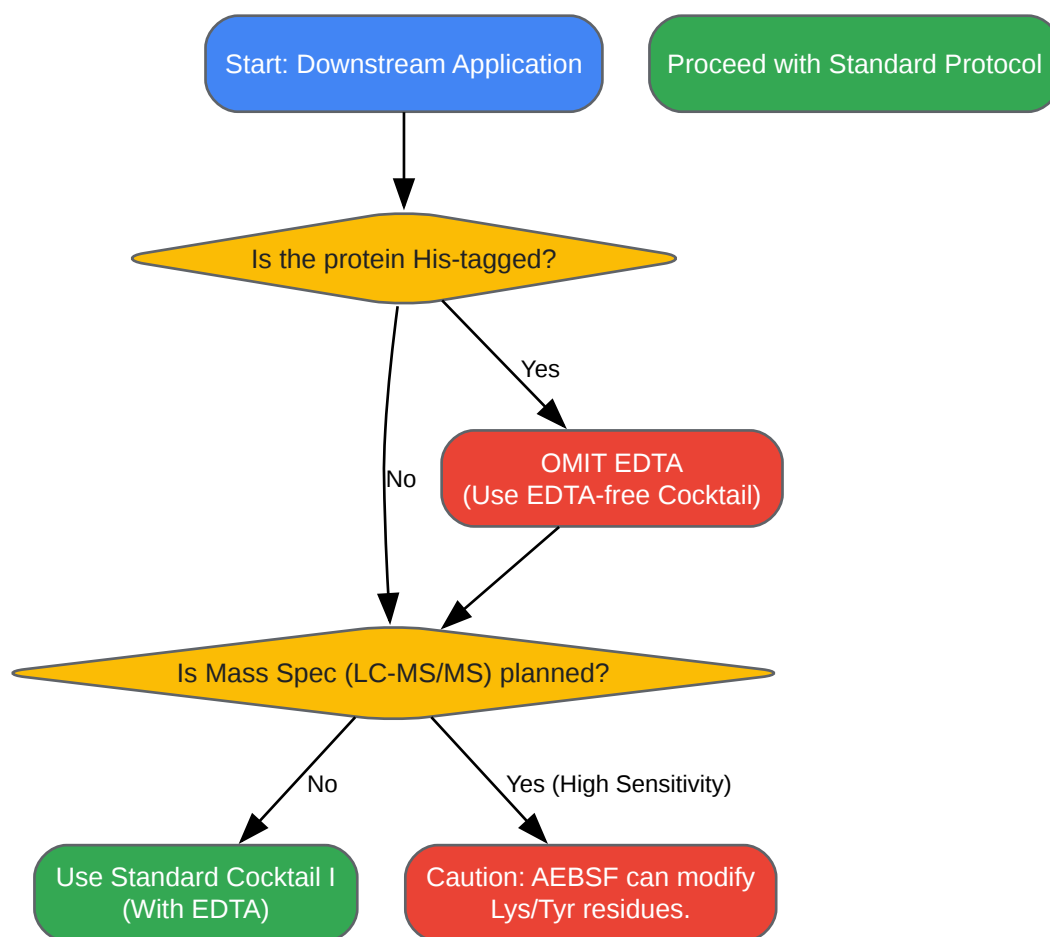 Start: Downstream Application
Proceed with Standard Protocol
Is the protein His-tagged?
Yes
No
OMIT EDTA
(Use EDTA-free Cocktail)
Is Mass Spec (LC-MS/MS) planned?
No
Yes (High Sensitivity)
Use Standard Cocktail I
(With EDTA)
Caution: AEBSF can modify
Lys/Tyr residues.